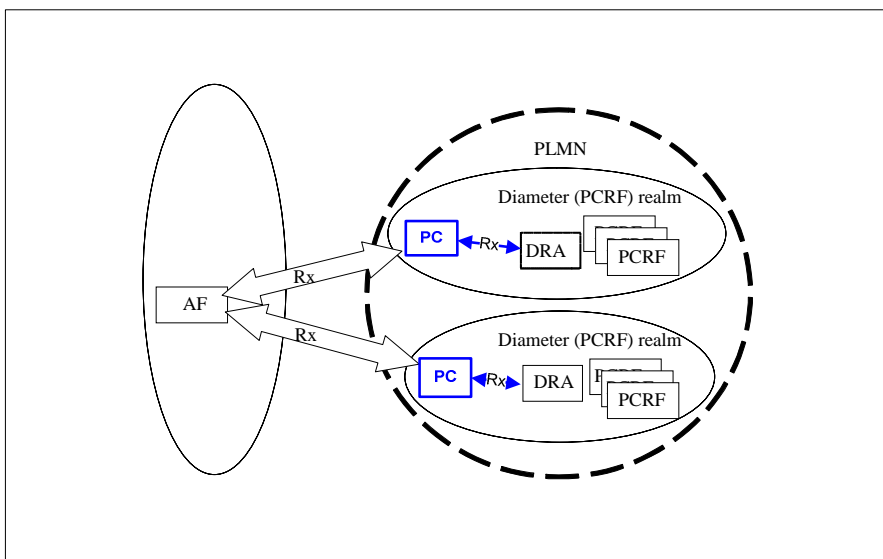 PLMN
Diameter (PCRF) realm
PC
Rx
DRA
PCRF
Rx
AF
Rx
Diameter (PCRF) realm
PC
Rx
DRA
PCRF